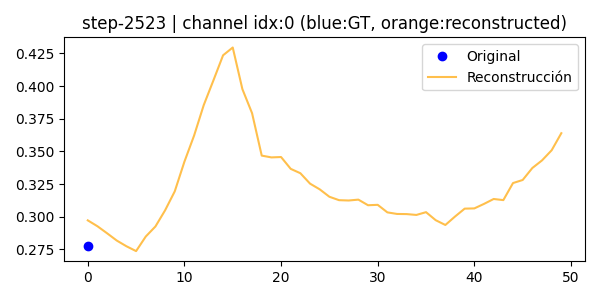 step-2523 | channel idx:0 (blue:GT, orange:reconstructed)
Original
Reconstrucción
0.425
0.400
0.375
0.350
0.325
0.300
0.275
0 10 20 30 40 50